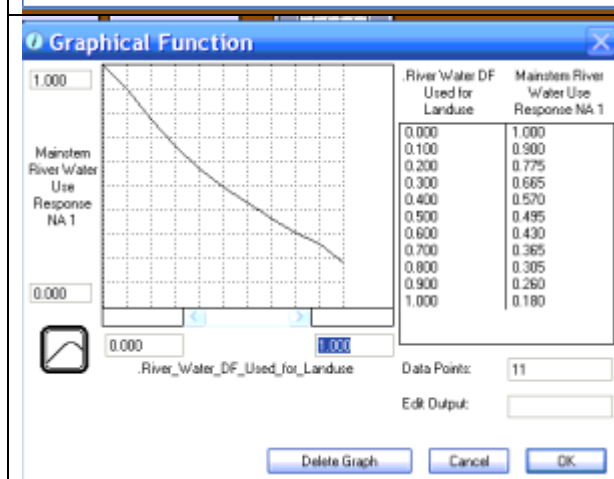 Graphical Function
1.000
Mainstem
River Water
Use
Response
NA 1
0.000
0.000
1.000
.River_Water_DF_Used_for_Landuse
.River Water DF
Used for
Landuse
Mainstem River
Water Use
Response NA 1
0.000 1.000
0.100 0.900
0.200 0.775
0.300 0.665
0.400 0.570
0.500 0.495
0.600 0.430
0.700 0.365
0.800 0.305
0.900 0.260
1.000 0.180
Data Points: 11
Edit Output:
Delete Graph Cancel OK